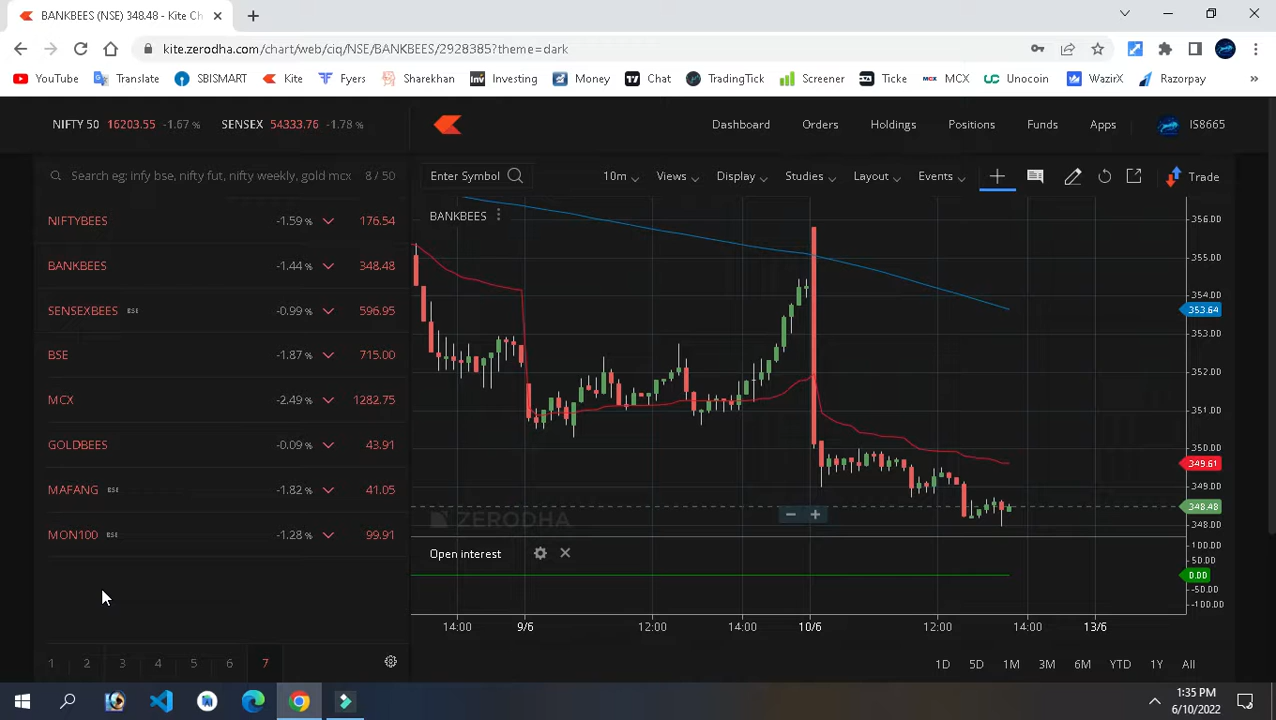 BANKBEES (NSE) 348.48 - Kite Ch
kite.zerodha.com/chart/web/ciq/NSE/BANKBEES/2928385?theme=dark
YouTube Translate SBISMART Kite Fyers Sharekhan Investing Money Chat TradingTick Screener Ticke MCX Unocoin WazirX Razorpay »
NIFTY 50 16203.55 -1.67 % SENSEX 54333.76 -1.78 %
Dashboard Orders Holdings Positions Funds Apps IS8665
Search eg: infy bse, nifty fut, nifty weekly, gold mcx 8 / 50
Enter Symbol 10m Views Display Studies Layout Events Trade
NIFTYBEES -1.59 % 176.54
BANKBEES -1.44 % 348.48
SENSEXBEES BSE -0.99 % 596.95
BSE -1.87 % 715.00
MCX -2.49 % 1282.75
GOLDBEES -0.09 % 43.91
MAFANG BSE -1.82 % 41.05
MON100 BSE -1.28 % 99.91
1 2 3 4 5 6 7
BANKBEES
356.00
355.00
354.00
353.64
353.00
352.00
351.00
350.00
349.61
349.00
348.48
348.00
ZERODHA
Open interest
100.00
50.00
0.00
-50.00
-100.00
14:00 9/6 12:00 14:00 10/6 12:00 14:00 13/6
1D 5D 1M 3M 6M YTD 1Y All
1:35 PM
6/10/2022